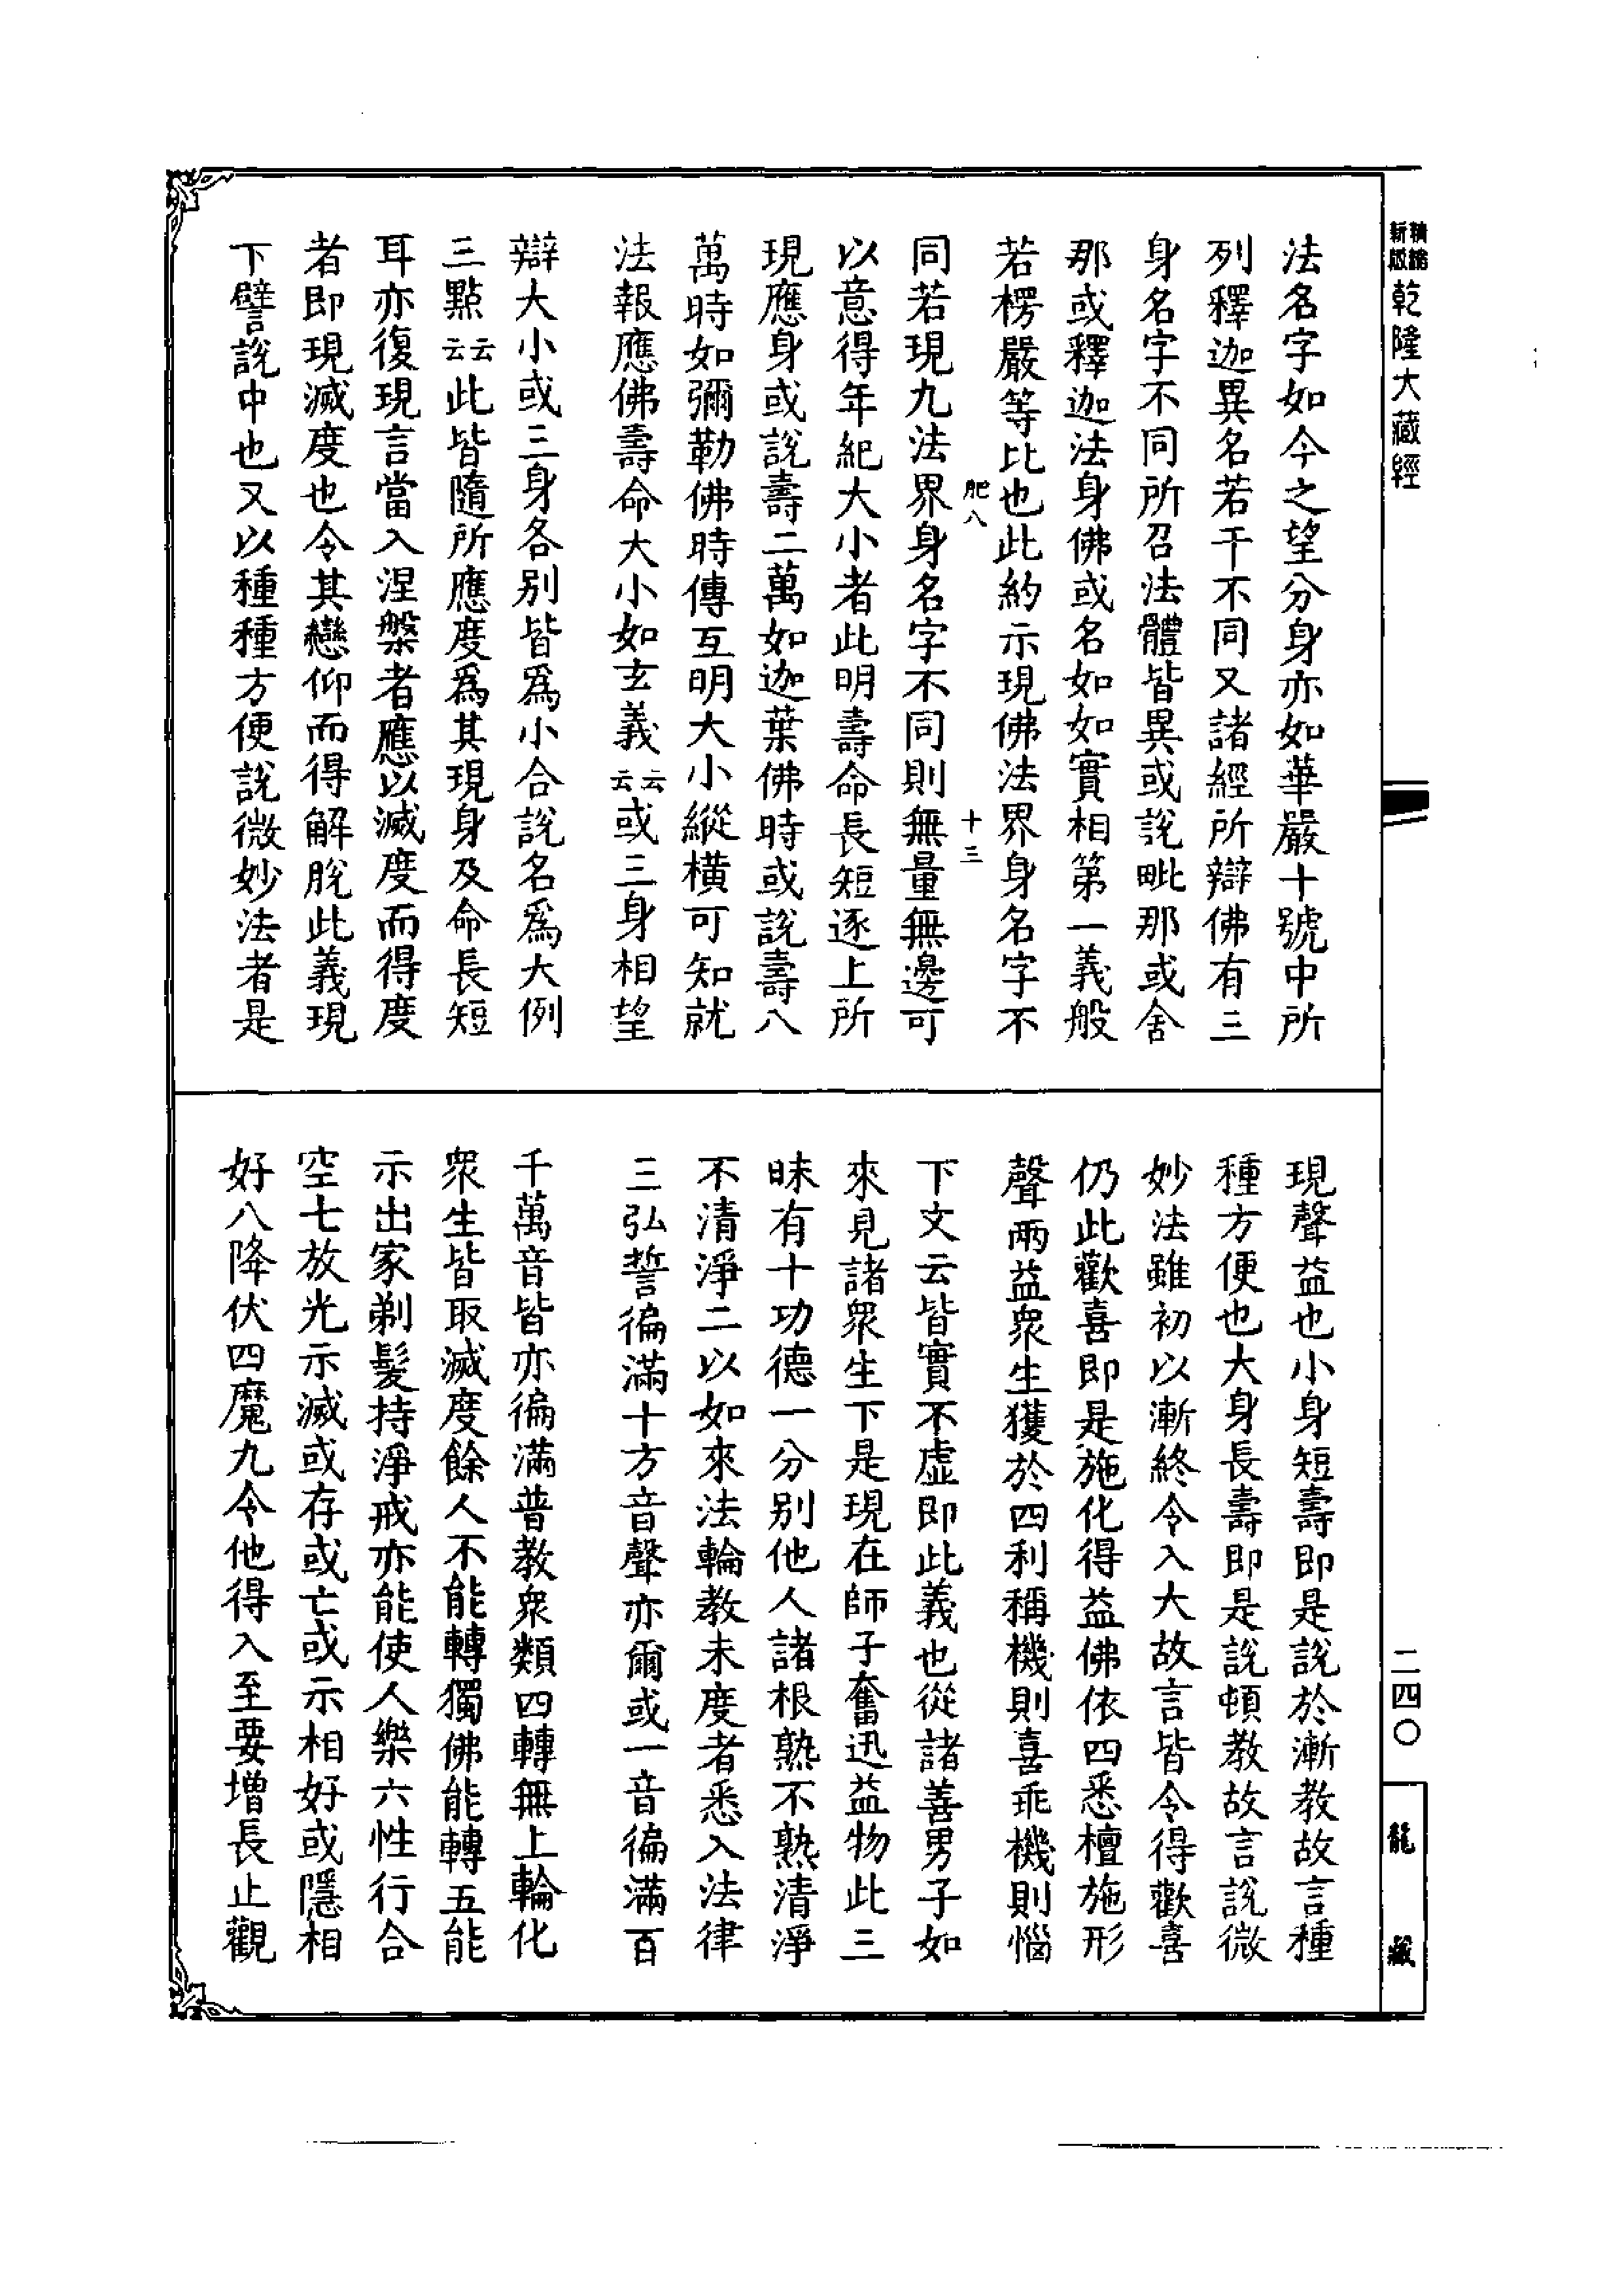 精鐫
新版
乾隆大藏經
法名字如今之望分身亦如華嚴十號中所
列釋迦異名若干不同又諸經所辯佛有三
身名字不同所召法體皆異或說毗那或舍
那或釋迦法身佛或名如如實相第一義般
若楞嚴等比也此約示現佛法界身名字不
肥八
十三
同若現九法界身名字不同則無量無邊可
以意得年紀大小者此明壽命長短逐上所
現應身或說壽二萬如迦葉佛時或說壽八
萬時如彌勒佛時傳互明大小縱橫可知就
法報應佛壽命大小如玄義云云或三身相望
辯大小或三身各別皆爲小合說名爲大例
三點云云此皆隨所應度爲其現身及命長短
耳亦復現言當入涅槃者應以滅度而得度
者即現滅度也令其戀仰而得解脫此義現
下譬說中也又以種種方便說微妙法者是
現聲益也小身短壽即是說於漸教故言種
種方便也大身長壽即是說頓教故言說微
妙法雖初以漸終令入大故言皆令得歡喜
仍此歡喜即是施化得益佛依四悉檀施形
聲兩益衆生獲於四利稱機則喜乖機則惱
下文云皆實不虛即此義也從諸善男子如
來見諸衆生下是現在師子奮迅益物此三
昧有十功德一分別他人諸根熟不熟清淨
不清淨二以如來法輪教未度者悉入法律
三弘誓徧滿十方音聲亦爾或一音徧滿百
千萬音皆亦徧滿普教衆類四轉無上輪化
衆生皆取滅度餘人不能轉獨佛能轉五能
示出家剃髮持淨戒亦能使人樂六性行合
空七放光示滅或存或亡或示相好或隱相
好八降伏四魔九令他得入至要增長止觀
二四〇
龍藏